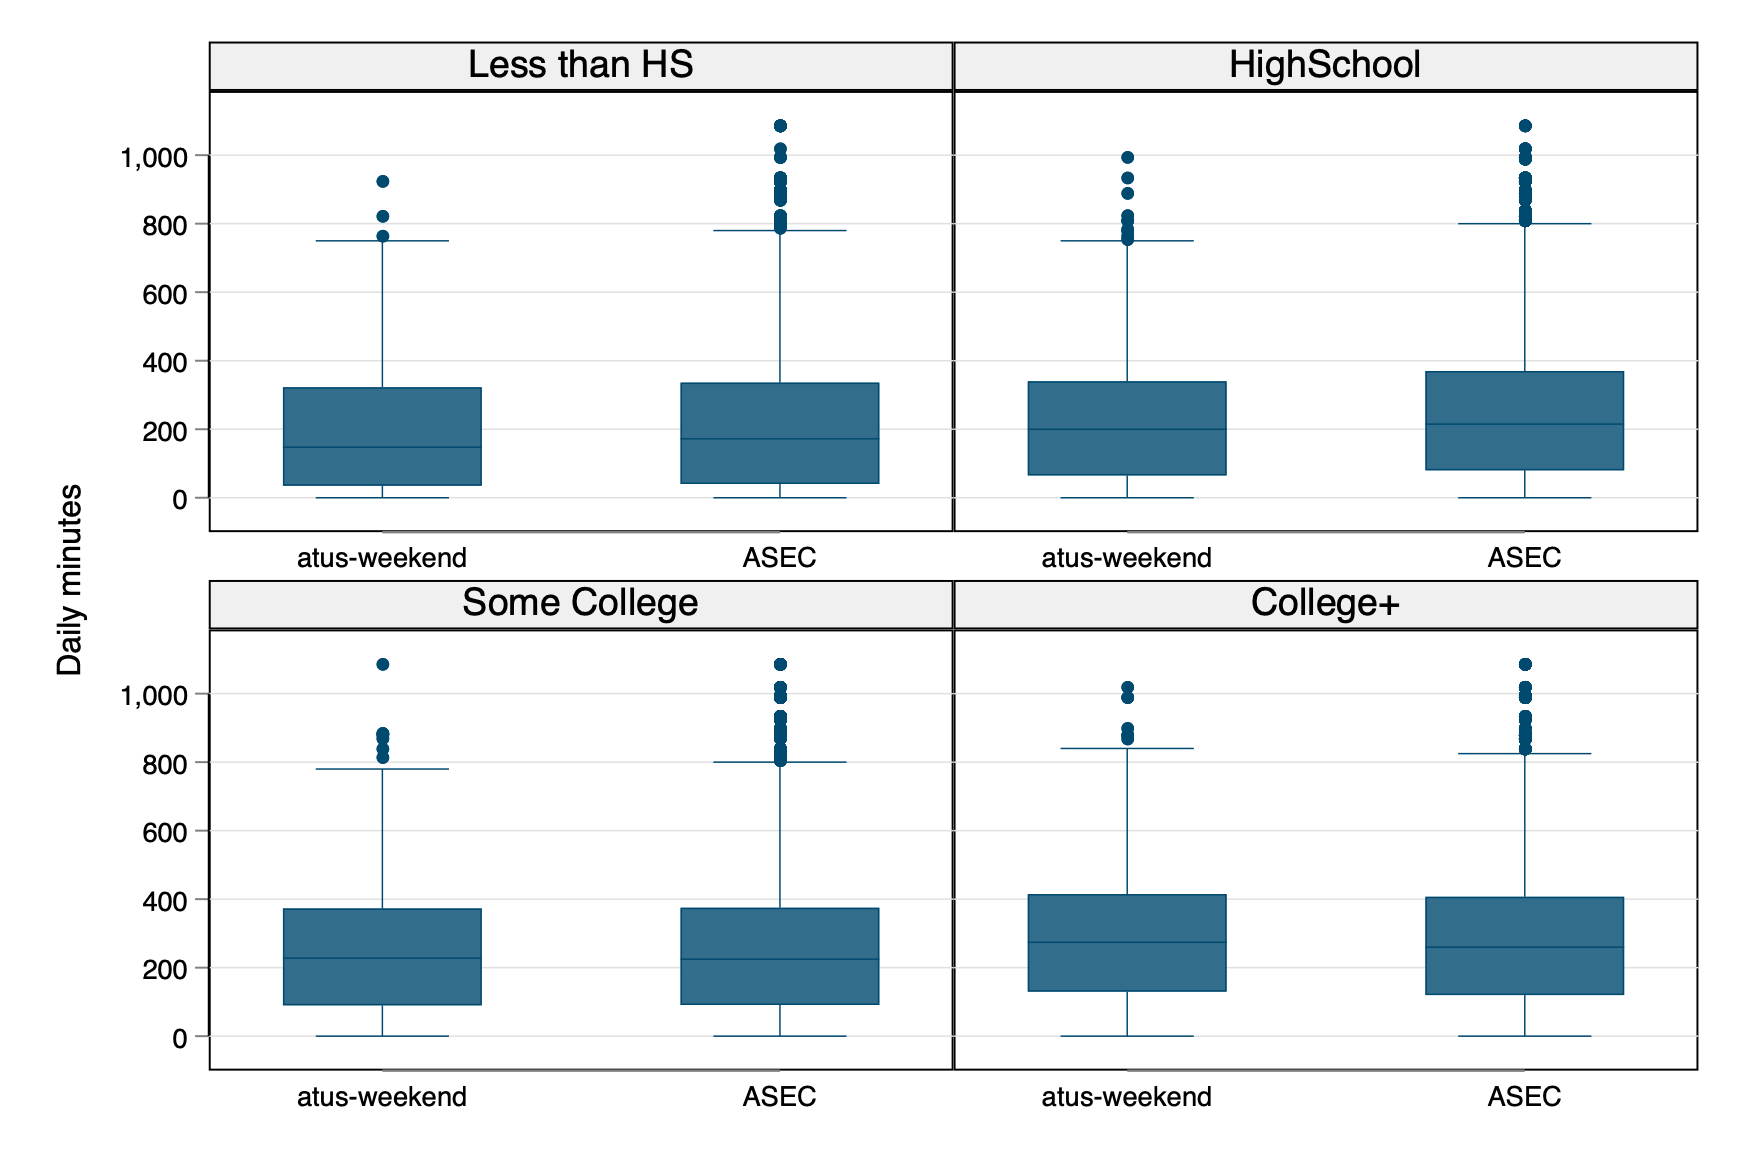 Less than HS
HighSchool
1,000
800
600
400
200
0
atus-weekend
ASEC
atus-weekend
ASEC
Daily minutes
Some College
College+
1,000
800
600
400
200
0
atus-weekend
ASEC
atus-weekend
ASEC